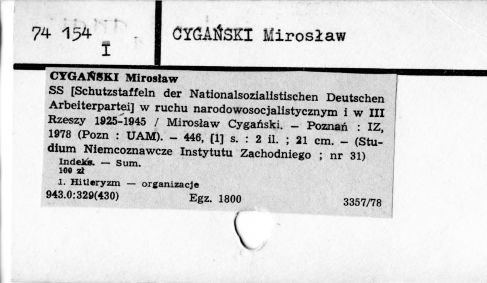 74 154 I
CYGAŃSKI Mirosław
CYGAŃSKI Mirosław
SS [Schutzstaffeln der Nationalsozialistischen Deutschen
Arbeiterpartei] w ruchu narodowosocjalistycznym i w III
Rzeszy 1925-1945 / Mirosław Cygański. — Poznań : IZ,
1978 (Pozn : UAM). — 446, [1] s. : 2 il. ; 21 cm. — (Stu-
dium Niemcoznawcze Instytutu Zachodniego ; nr 31)
Indeks. — Sum.
100 zł
1. Hitleryzm — organizacje
943.0:329(430) Egz. 1800 3357/78